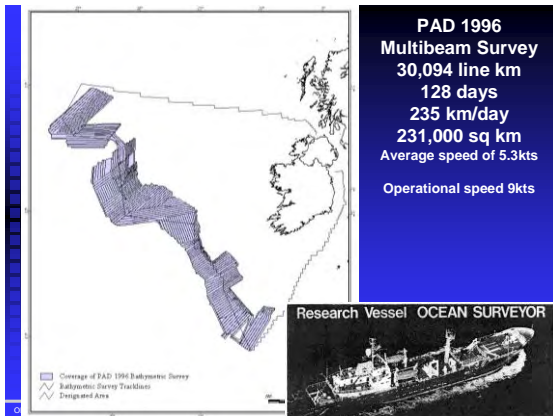 PAD 1996
Multibeam Survey
30,094 line km
128 days
235 km/day
231,000 sq km
Average speed of 5.3kts
Operational speed 9kts
Coverage of PAD 1996 Bathymetric Survey
Bathymetric Survey Tracklines
Designated Area
Research Vessel OCEAN SURVEYOR